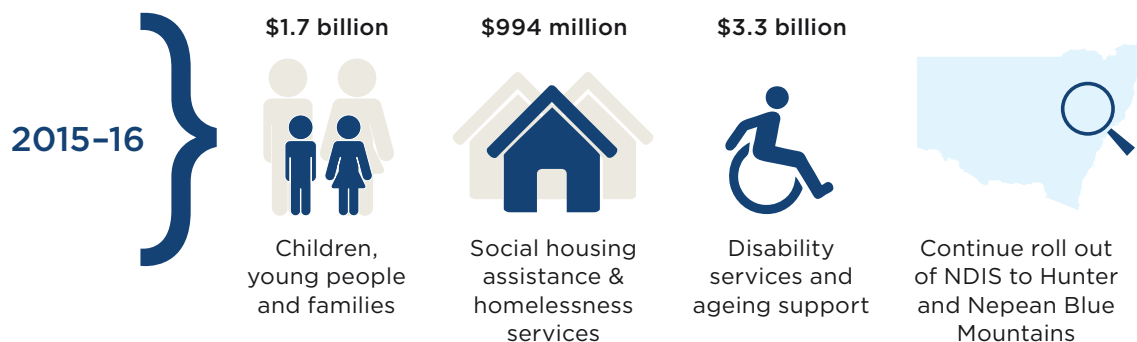 2015–16
$1.7 billion
Children,
young people
and families
$994 million
Social housing
assistance &
homelessness
services
$3.3 billion
Disability
services and
ageing support
Continue roll out
of NDIS to Hunter
and Nepean Blue
Mountains